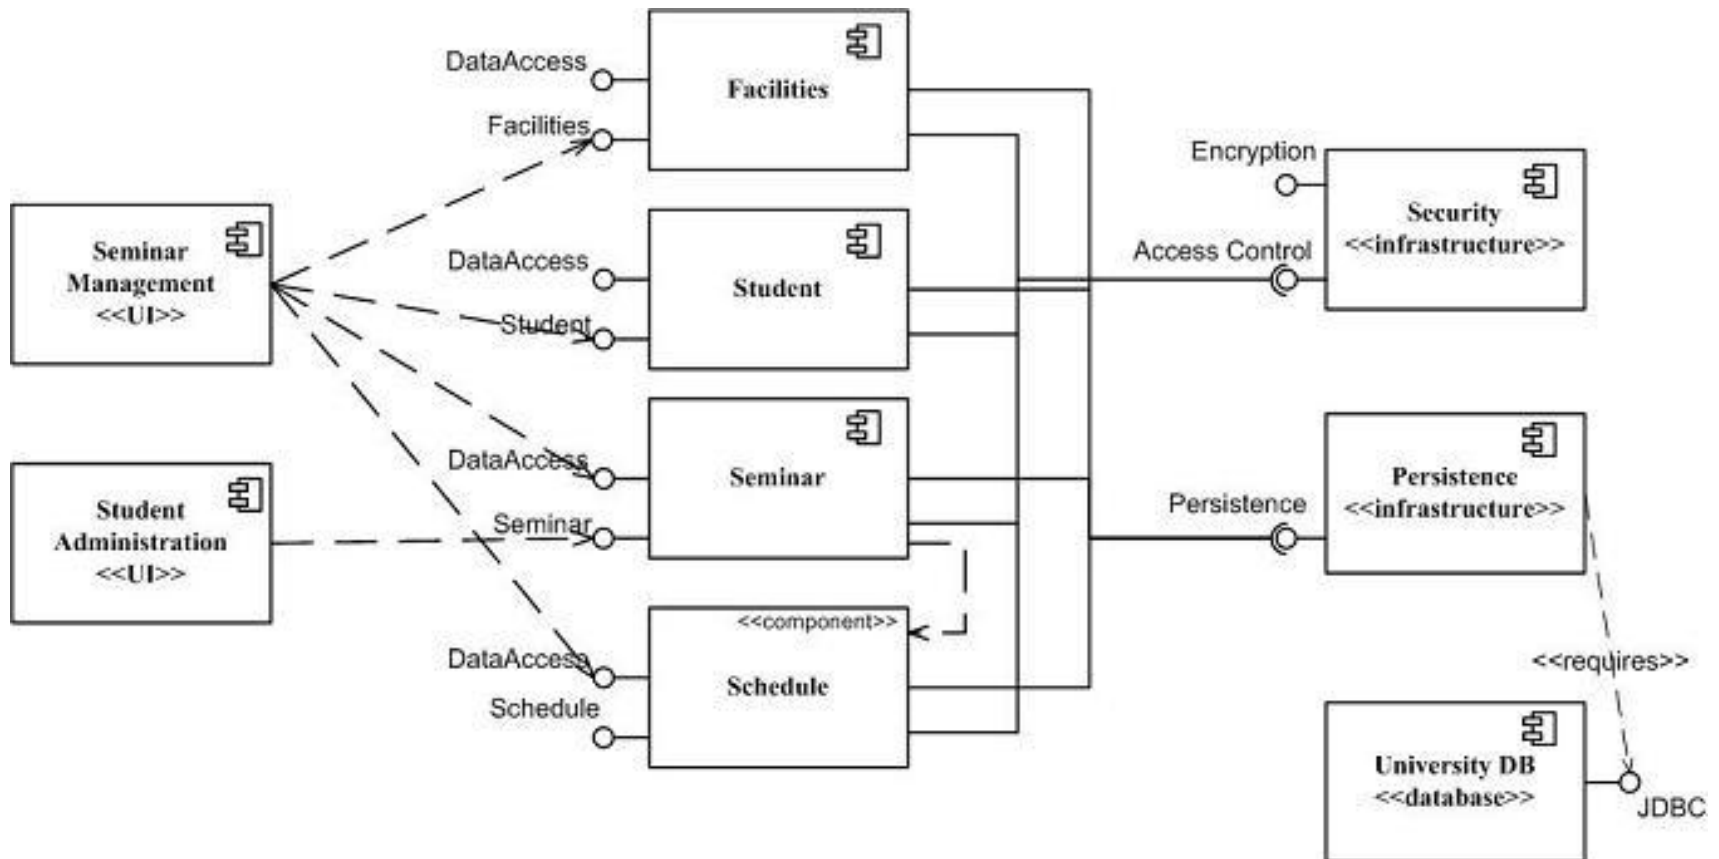 DataAccess
Facilities
Facilities
Encryption
Security
<<infrastructure>>
Access Control
Seminar
Management
<<UI>>
DataAccess
Student
Student
DataAccess
Seminar
Seminar
Student
Administration
<<UI>>
Persistence
Persistence
<<infrastructure>>
<<component>>
DataAccess
Schedule
Schedule
<<requires>>
University DB
<<database>>
JDBC